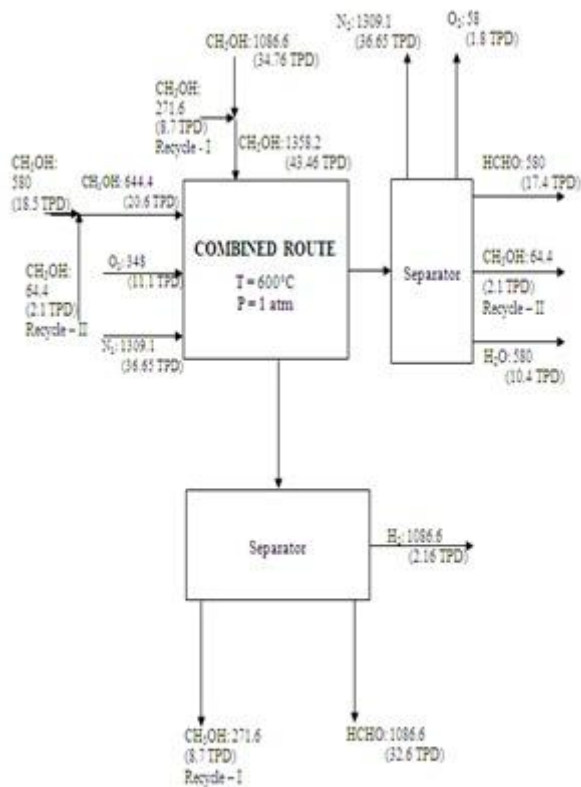 N₂: 1309.1
(36.65 TPD)
O₂: 58
(1.8 TPD)
CH₃OH: 1086.6
(34.76 TPD)
CH₃OH:
271.6
(8.7 TPD)
Recycle - I
CH₃OH: 1358.2
(43.46 TPD)
CH₃OH:
580
(18.5 TPD)
CH₃OH: 644.4
(20.6 TPD)
CH₃OH:
64.4
(2.1 TPD)
Recycle – II
O₂: 348
(11.1 TPD)
N₂: 1309.1
(36.65 TPD)
COMBINED ROUTE
T = 600°C
P = 1 atm
Separator
HCHO: 580
(17.4 TPD)
CH₃OH: 64.4
(2.1 TPD)
Recycle – II
H₂O: 580
(10.4 TPD)
Separator
H₂: 1086.6
(2.16 TPD)
CH₃OH: 271.6
(8.7 TPD)
Recycle – I
HCHO: 1086.6
(32.6 TPD)